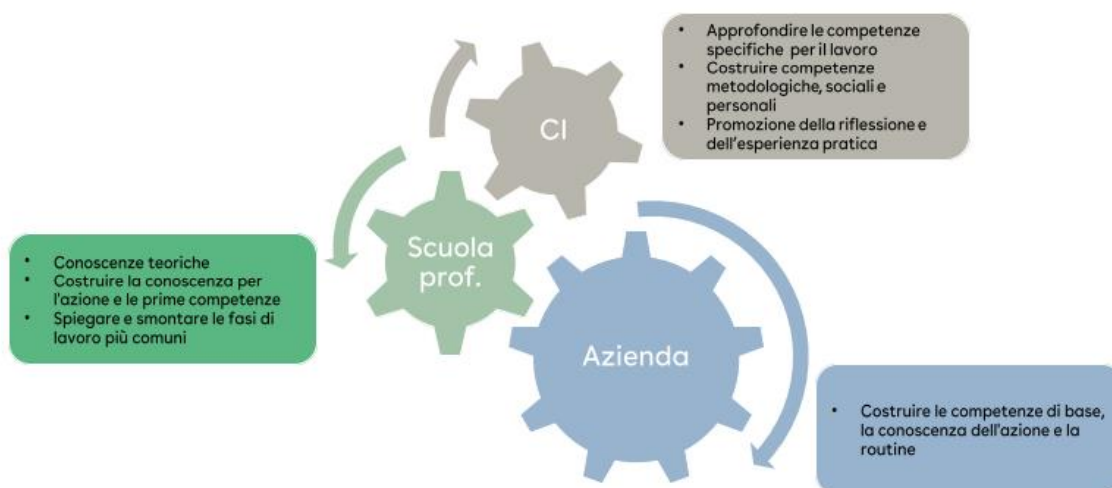 • Approfondire le competenze
specifiche per il lavoro
• Costruire competenze
metodologiche, sociali e
personali
• Promozione della riflessione e
dell'esperienza pratica
CI
Scuola
prof.
• Conoscenze teoriche
• Costruire la conoscenza per
l'azione e le prime competenze
• Spiegare e smontare le fasi di
lavoro più comuni
Azienda
• Costruire le competenze di base,
la conoscenza dell'azione e la
routine